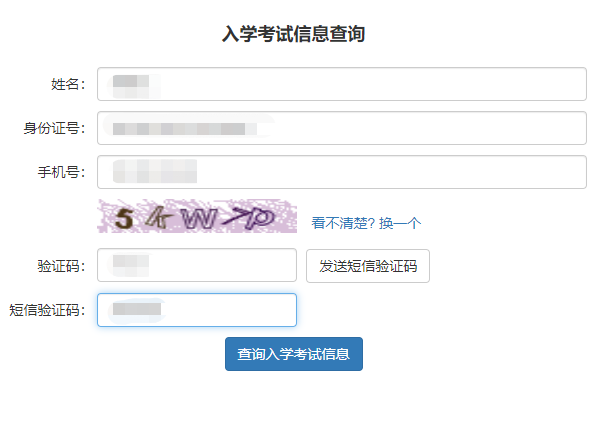 入学考试信息查询
姓名：
身份证号：
手机号：
看不清楚? 换一个
验证码：
发送短信验证码
短信验证码：
查询入学考试信息